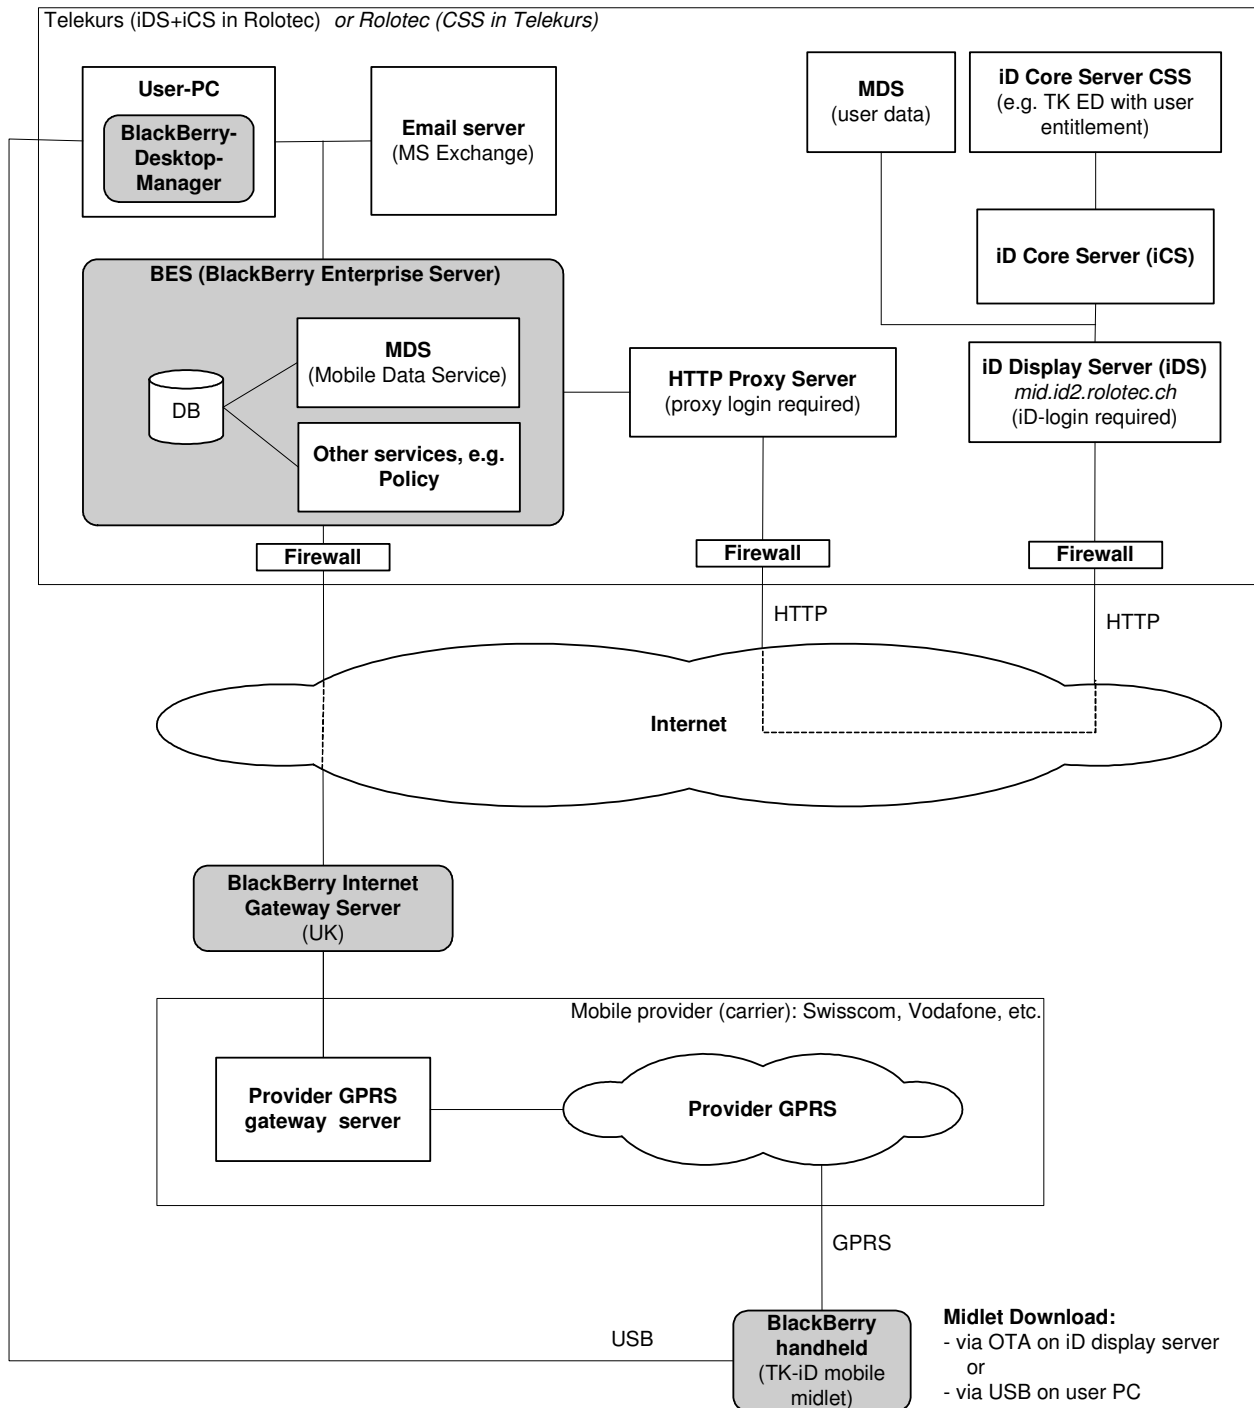 Telekurs (iDS+iCS in Rolotec) or Rolotec (CSS in Telekurs)
User-PC
BlackBerry-
Desktop-
Manager
Email server
(MS Exchange)
MDS
(user data)
iD Core Server CSS
(e.g. TK ED with user
entitlement)
iD Core Server (iCS)
BES (BlackBerry Enterprise Server)
DB
MDS
(Mobile Data Service)
Other services, e.g.
Policy
HTTP Proxy Server
(proxy login required)
iD Display Server (iDS)
mid.id2.rolotec.ch
(iD-login required)
Firewall
Firewall
Firewall
HTTP
HTTP
Internet
BlackBerry Internet
Gateway Server
(UK)
Mobile provider (carrier): Swisscom, Vodafone, etc.
Provider GPRS
gateway server
Provider GPRS
GPRS
USB
BlackBerry
handheld
(TK-iD mobile
midlet)
Midlet Download:
- via OTA on iD display server
or
- via USB on user PC